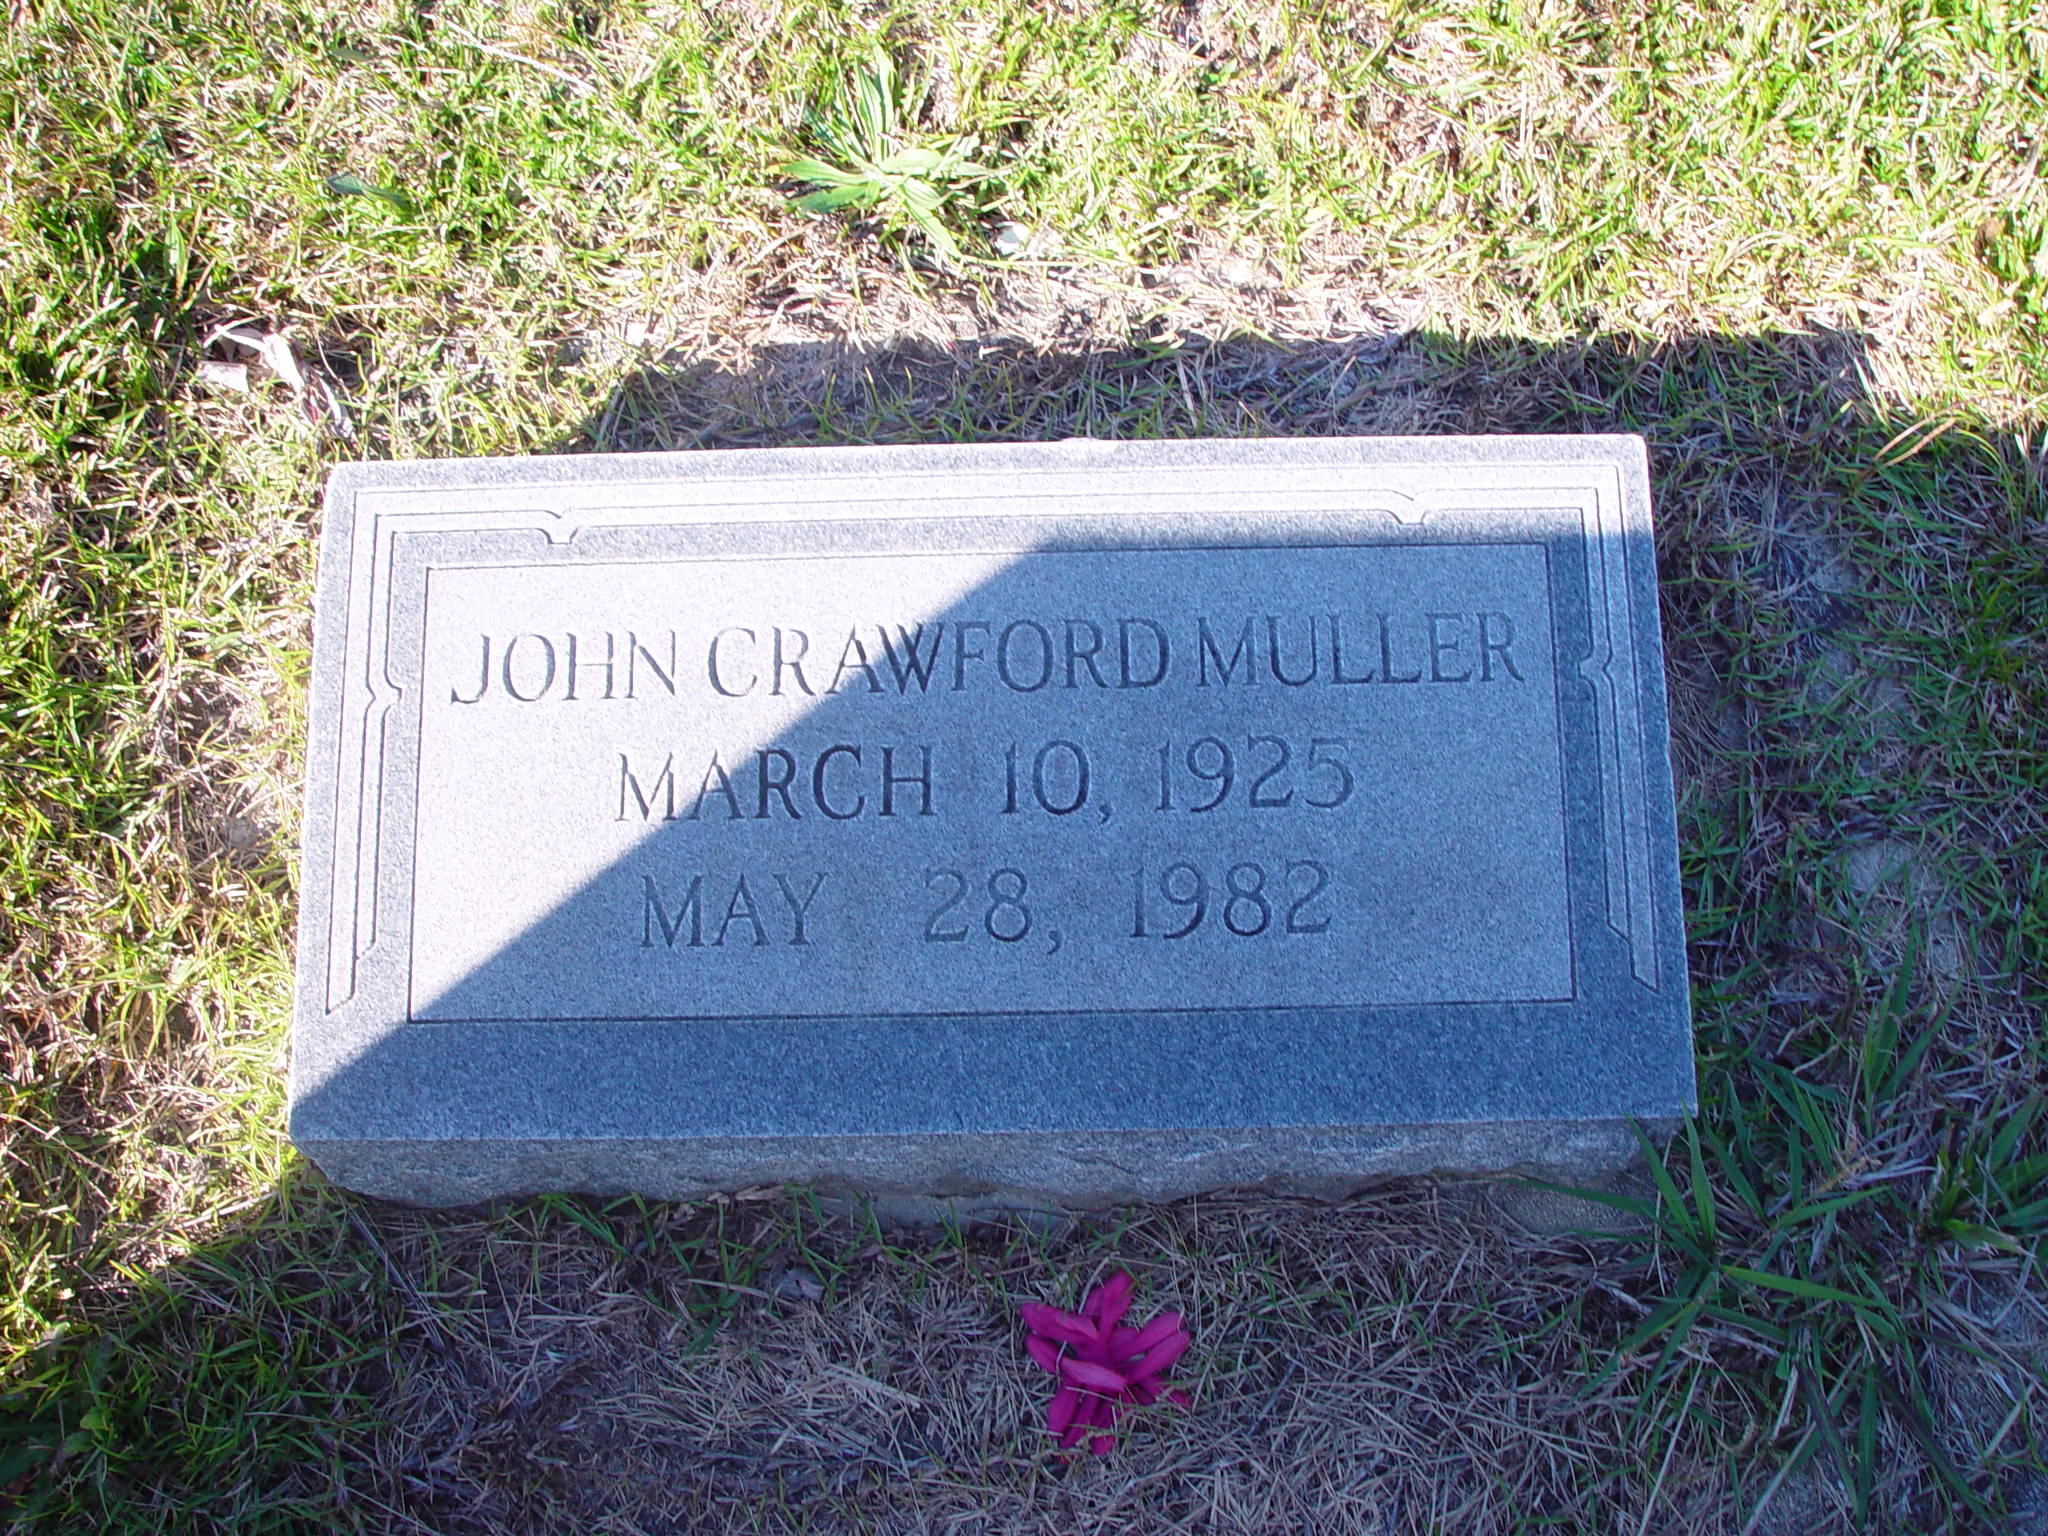 JOHN CRAWFORD MULLER
MARCH 10, 1925
MAY 28, 1982